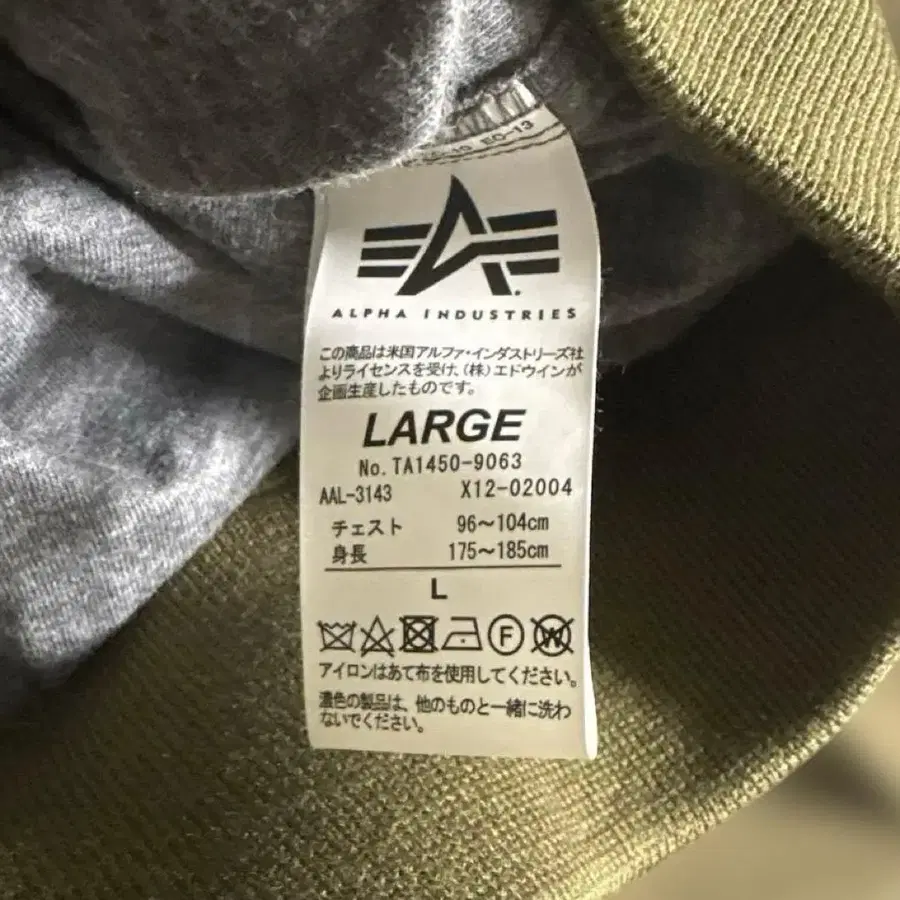 EO-13
ALPHA INDUSTRIES
この商品は米国アルファ・インダストリーズ社
よりライセンスを受け、(株)エドウインが
企画生産したものです。
LARGE
No. TA1450-9063
AAL-3143 X12-02004
チェスト 96〜104cm
身長 175〜185cm
L
F W
アイロンはあて布を使用してください。
濃色の製品は、他のものと一緒に洗わ
ないでください。